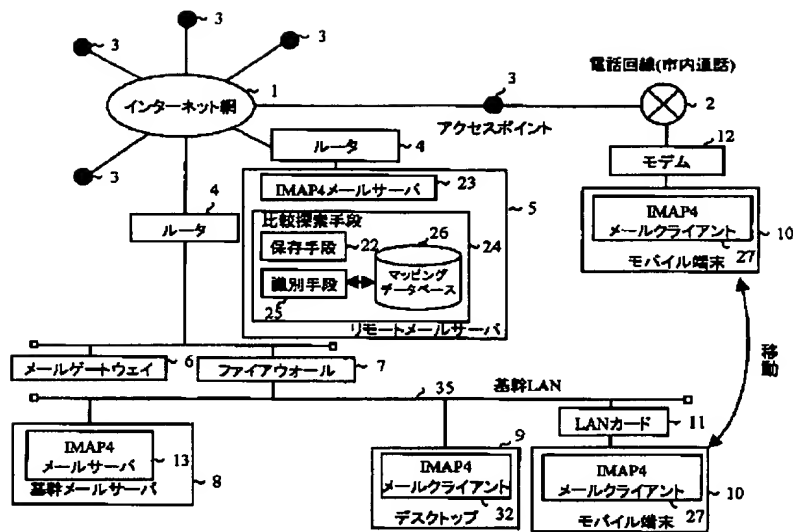 3
3
3
3
電話回線(市内通話)
3
1
インターネット網
2
アクセスポイント
12
ルータ
4
モデム
3
IMAP4メールサーバ
23
5
4
比較探索手段
26
IMAP4
メールクライアント
10
ルータ
保存手段
22
24
27
モバイル端末
識別手段
マッピング
データベース
25
リモートメールサーバ
移動
メールゲートウェイ
6
ファイアウォール
7
35
基幹LAN
LANカード
11
IMAP4
メールサーバ
13
基幹メールサーバ
8
9
IMAP4
メールクライアント
デスクトップ
32
IMAP4
メールクライアント
10
27
モバイル端末